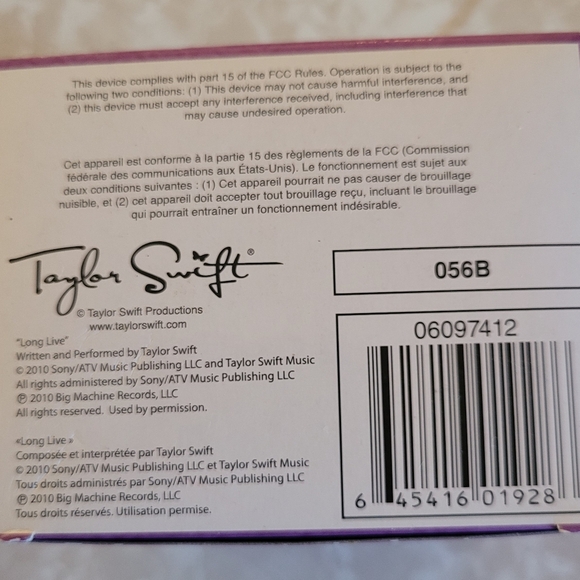 This device complies with part 15 of the FCC Rules. Operation is subject to the
following two conditions: (1) This device may not cause harmful interference, and
(2) this device must accept any interference received, including interference that
may cause undesired operation.
Cet appareil est conforme à la partie 15 des règlements de la FCC (Commission
fédérale des communications aux États-Unis). Le fonctionnement est sujet aux
deux conditions suivantes : (1) Cet appareil pourrait ne pas causer de brouillage
nuisible, et (2) cet appareil doit accepter tout brouillage reçu, incluant le brouillage
qui pourrait entraîner un fonctionnement indésirable.
Taylor Swift®
© Taylor Swift Productions
www.taylorswift.com
"Long Live"
Written and Performed by Taylor Swift
© 2010 Sony/ATV Music Publishing LLC and Taylor Swift Music
All rights administered by Sony/ATV Music Publishing LLC
℗ 2010 Big Machine Records, LLC
All rights reserved. Used by permission.
«Long Live»
Composée et interprétée par Taylor Swift
© 2010 Sony/ATV Music Publishing LLC et Taylor Swift Music
Tous droits administrés par Sony/ATV Music Publishing LLC
℗ 2010 Big Machine Records, LLC
Tous droits réservés. Utilisation permise.
056B
06097412
6 45416 01928